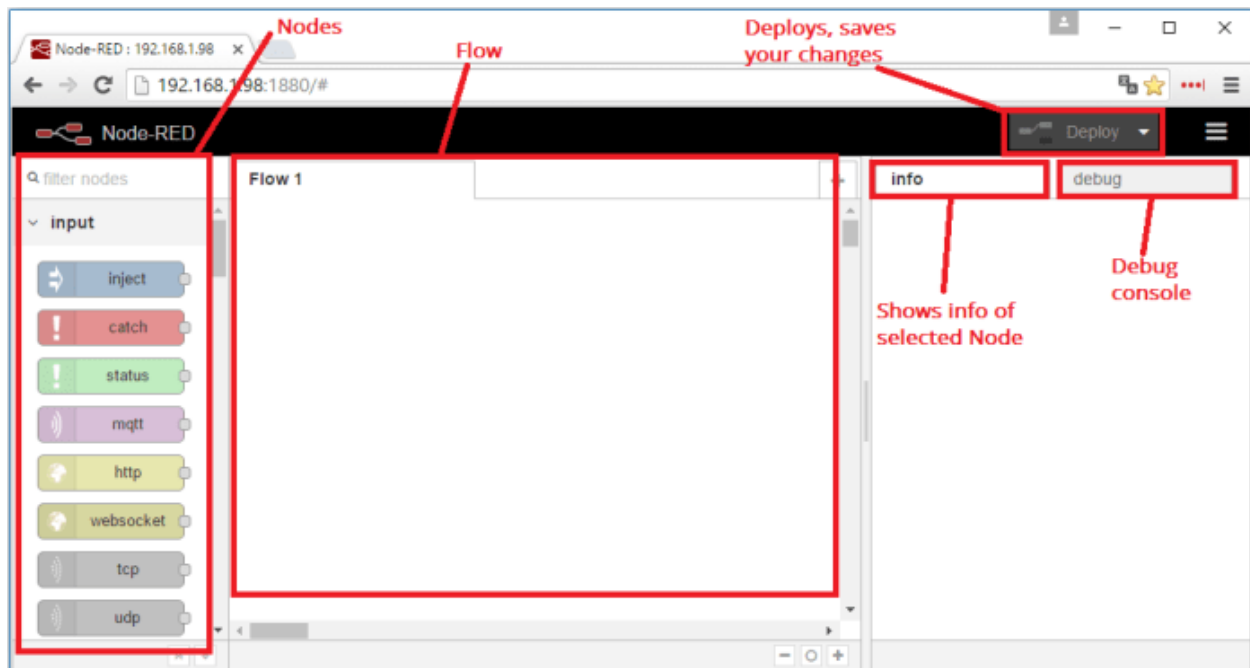 Nodes
Flow
Deploys, saves
your changes
Node-RED : 192.168.1.98
192.168.1.98:1880/#
Node-RED
Deploy
filter nodes
Flow 1
info
debug
input
inject
catch
status
mqtt
http
websocket
tcp
udp
Shows info of
selected Node
Debug
console